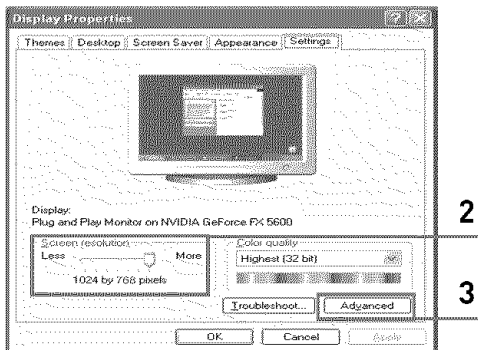 Display Properties
Themes Desktop Screen Saver Appearance Settings
Display:
Plug and Play Monitor on NVIDIA GeForce FX 5600
Screen resolution
Less More
1024 by 768 pixels
Color quality
Highest (32 bit)
Troubleshoot... Advanced
OK Cancel Apply
2
3